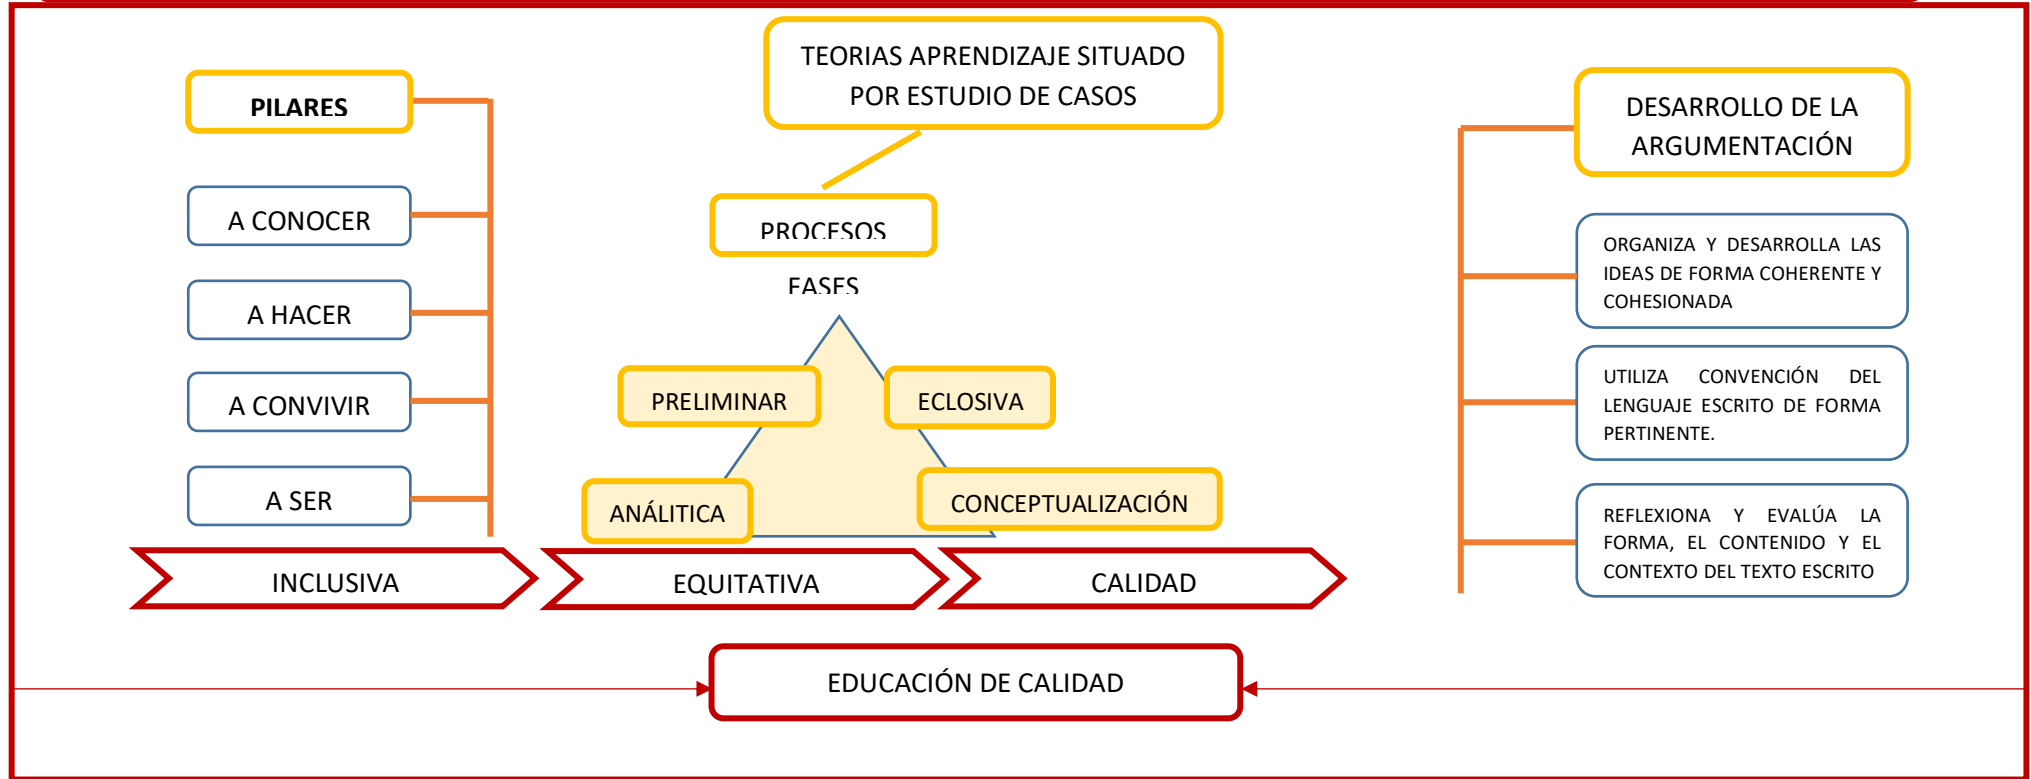 TEORIAS APRENDIZAJE SITUADO
POR ESTUDIO DE CASOS
PILARES
A CONOCER
A HACER
A CONVIVIR
A SER
PROCESOS
FASES
PRELIMINAR
ECLOSIVA
ANÁLITICA
CONCEPTUALIZACIÓN
DESARROLLO DE LA
ARGUMENTACIÓN
ORGANIZA Y DESARROLLA LAS
IDEAS DE FORMA COHERENTE Y
COHESIONADA
UTILIZA CONVENCIÓN DEL
LENGUAJE ESCRITO DE FORMA
PERTINENTE.
REFLEXIONA Y EVALÚA LA
FORMA, EL CONTENIDO Y EL
CONTEXTO DEL TEXTO ESCRITO
INCLUSIVA
EQUITATIVA
CALIDAD
EDUCACIÓN DE CALIDAD